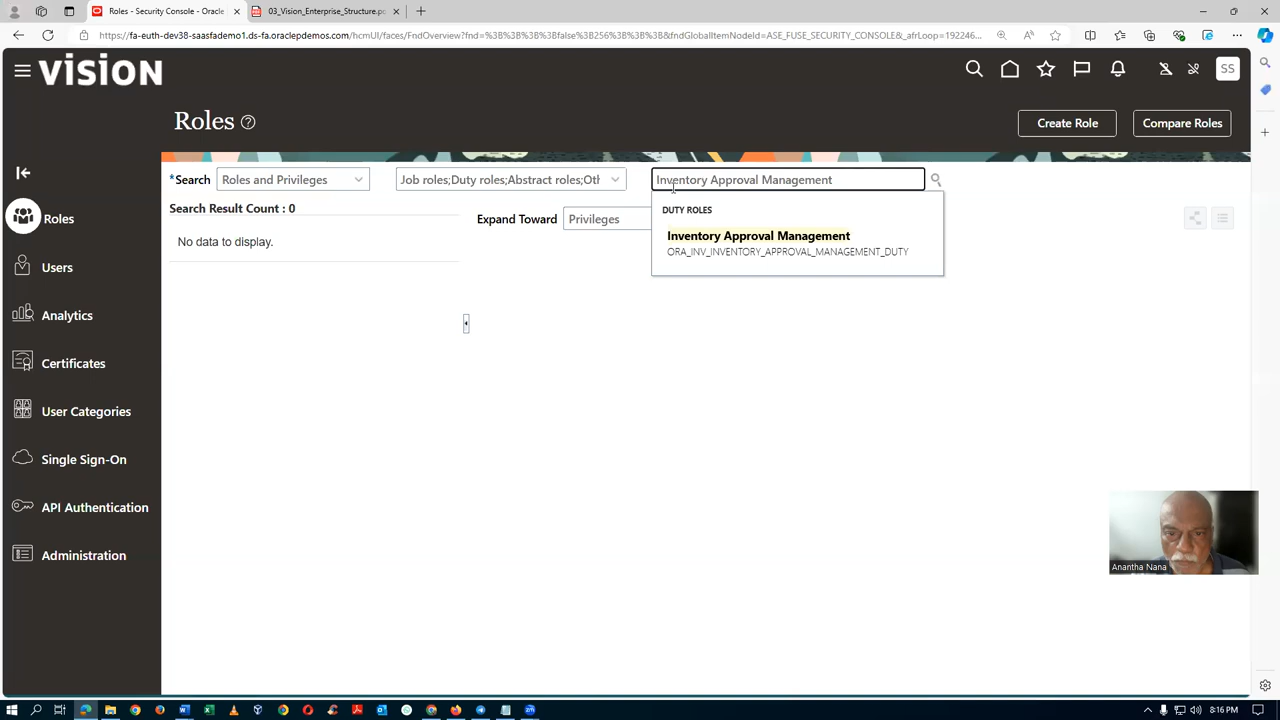 Roles - Security Console - Oracle
03_Vision_Enterprise_Structure.pc
https://fa-euth-dev38-saasfademo1.ds-fa.oraclepdemos.com/hcmUI/faces/FndOverview?fnd=%3B%3B%3B%3Bfalse%3B256%3B%3B%3B&fndGlobalItemNodeId=ASE_FUSE_SECURITY_CONSOLE&_afrLoop=192246...
VISION
SS
Roles
Create Role
Compare Roles
*Search
Roles and Privileges
Job roles;Duty roles;Abstract roles;Oth
Inventory Approval Management
Search Result Count : 0
No data to display.
Expand Toward
Privileges
DUTY ROLES
Inventory Approval Management
ORA_INV_INVENTORY_APPROVAL_MANAGEMENT_DUTY
Roles
Users
Analytics
Certificates
User Categories
Single Sign-On
API Authentication
Administration
Anantha Nana
8:16 PM